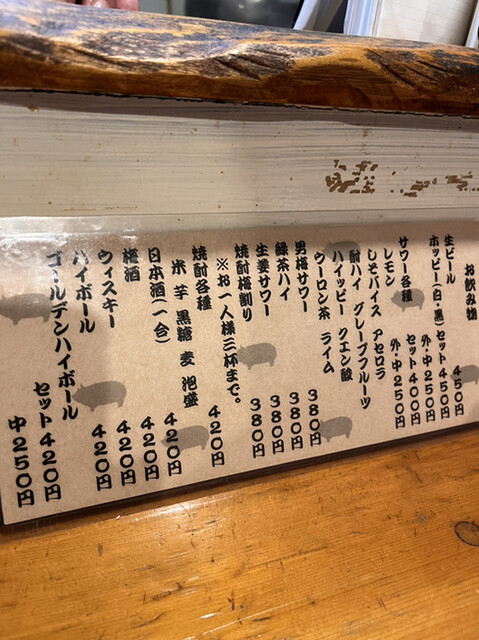 お飲み物
生ビール 450円
ホッピー(白・黒)セット 450円
外・中 250円
サワー各種 セット 400円
外・中 250円
レモン
しそバイス アセロラ
酎ハイ グレープフルーツ
ハイッピー クエン酸
ウーロン茶 ライム
男梅サワー 380円
緑茶ハイ 380円
生姜サワー 380円
焼酎梅割り 380円
※お一人様三杯まで。
焼酎各種 420円
米 芋 黒糖 麦 泡盛
日本酒(一合) 420円
梅酒 420円
ウィスキー 420円
ハイボール 420円
ゴールデンハイボール
セット 420円
中 250円